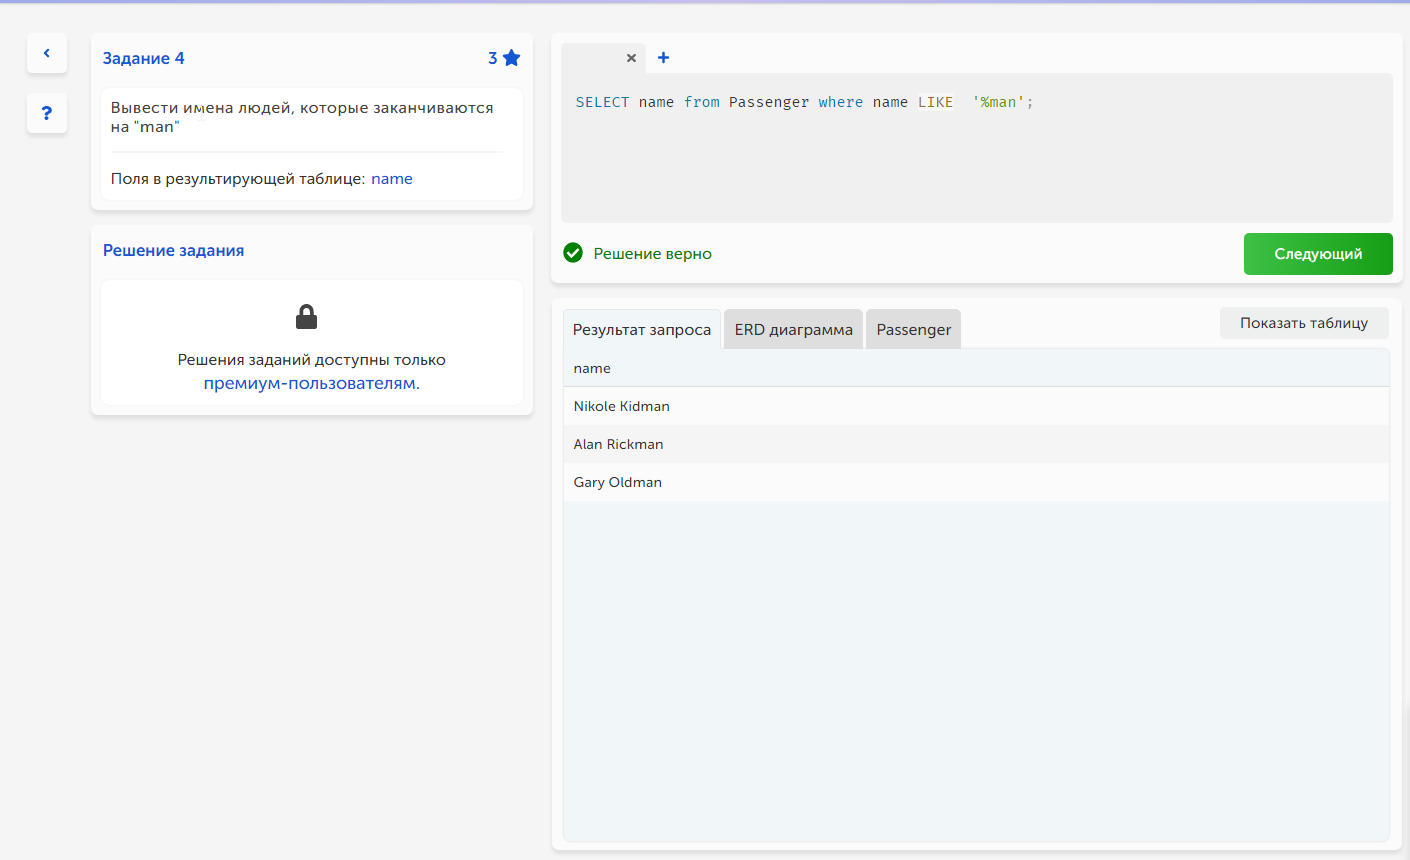 Задание 4
3
Вывести имена людей, которые заканчиваются
на "man"
Поля в результирующей таблице: name
Решение задания
Решения заданий доступны только
премиум-пользователям.
?
SELECT name from Passenger where name LIKE  '%man';
Решение верно
Следующий
Результат запроса
ERD диаграмма
Passenger
Показать таблицу
name
Nikole Kidman
Alan Rickman
Gary Oldman